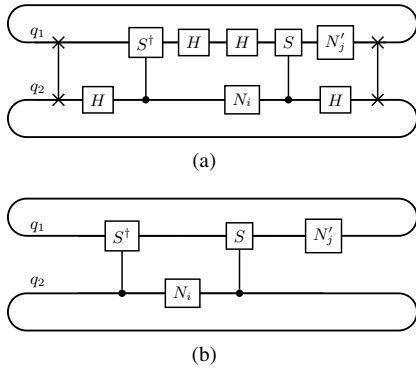 q₁ S† H H S N′ⱼ
q₂ H Nᵢ H
(a)
q₁ S† S N′ⱼ
q₂ Nᵢ
(b)